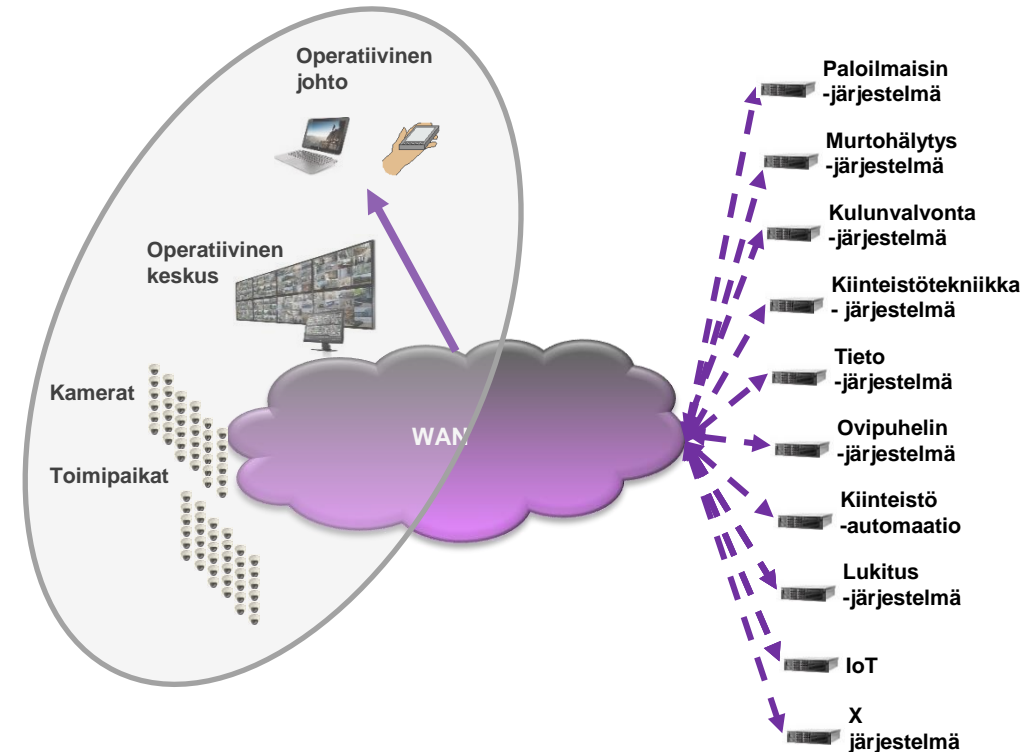 Operatiivinen
johto
Operatiivinen
keskus
Kamerat
Toimipaikat
WAN
Paloilmaisin
-järjestelmä
Murtohälytys
-järjestelmä
Kulunvalvonta
-järjestelmä
Kiinteistötekniikka
- järjestelmä
Tieto
-järjestelmä
Ovipuhelin
-järjestelmä
Kiinteistö
-automaatio
Lukitus
-järjestelmä
IoT
X
järjestelmä